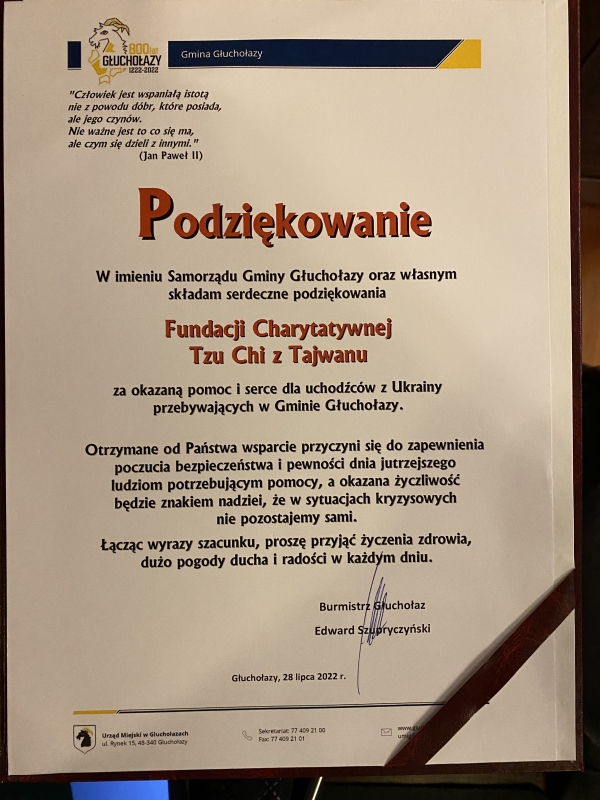 800 lat
GŁUCHOŁAZY
1222-2022
Gmina Głuchołazy
"Człowiek jest wspaniałą istotą
nie z powodu dóbr, które posiada,
ale jego czynów.
Nie ważne jest to co się ma,
ale czym się dzieli z innymi."
(Jan Paweł II)
Podziękowanie
W imieniu Samorządu Gminy Głuchołazy oraz własnym
składam serdeczne podziękowania
Fundacji Charytatywnej
Tzu Chi z Tajwanu
za okazaną pomoc i serce dla uchodźców z Ukrainy
przebywających w Gminie Głuchołazy.
Otrzymane od Państwa wsparcie przyczyni się do zapewnienia
poczucia bezpieczeństwa i pewności dnia jutrzejszego
ludziom potrzebującym pomocy, a okazana życzliwość
będzie znakiem nadziei, że w sytuacjach kryzysowych
nie pozostajemy sami.
Łącząc wyrazy szacunku, proszę przyjąć życzenia zdrowia,
dużo pogody ducha i radości w każdym dniu.
Burmistrz Głuchołaz
Edward Szupryczyński
Głuchołazy, 28 lipca 2022 r.
Urząd Miejski w Głuchołazach
ul. Rynek 15, 48-340 Głuchołazy
Sekretariat: 77 409 21 00
Fax: 77 409 21 01